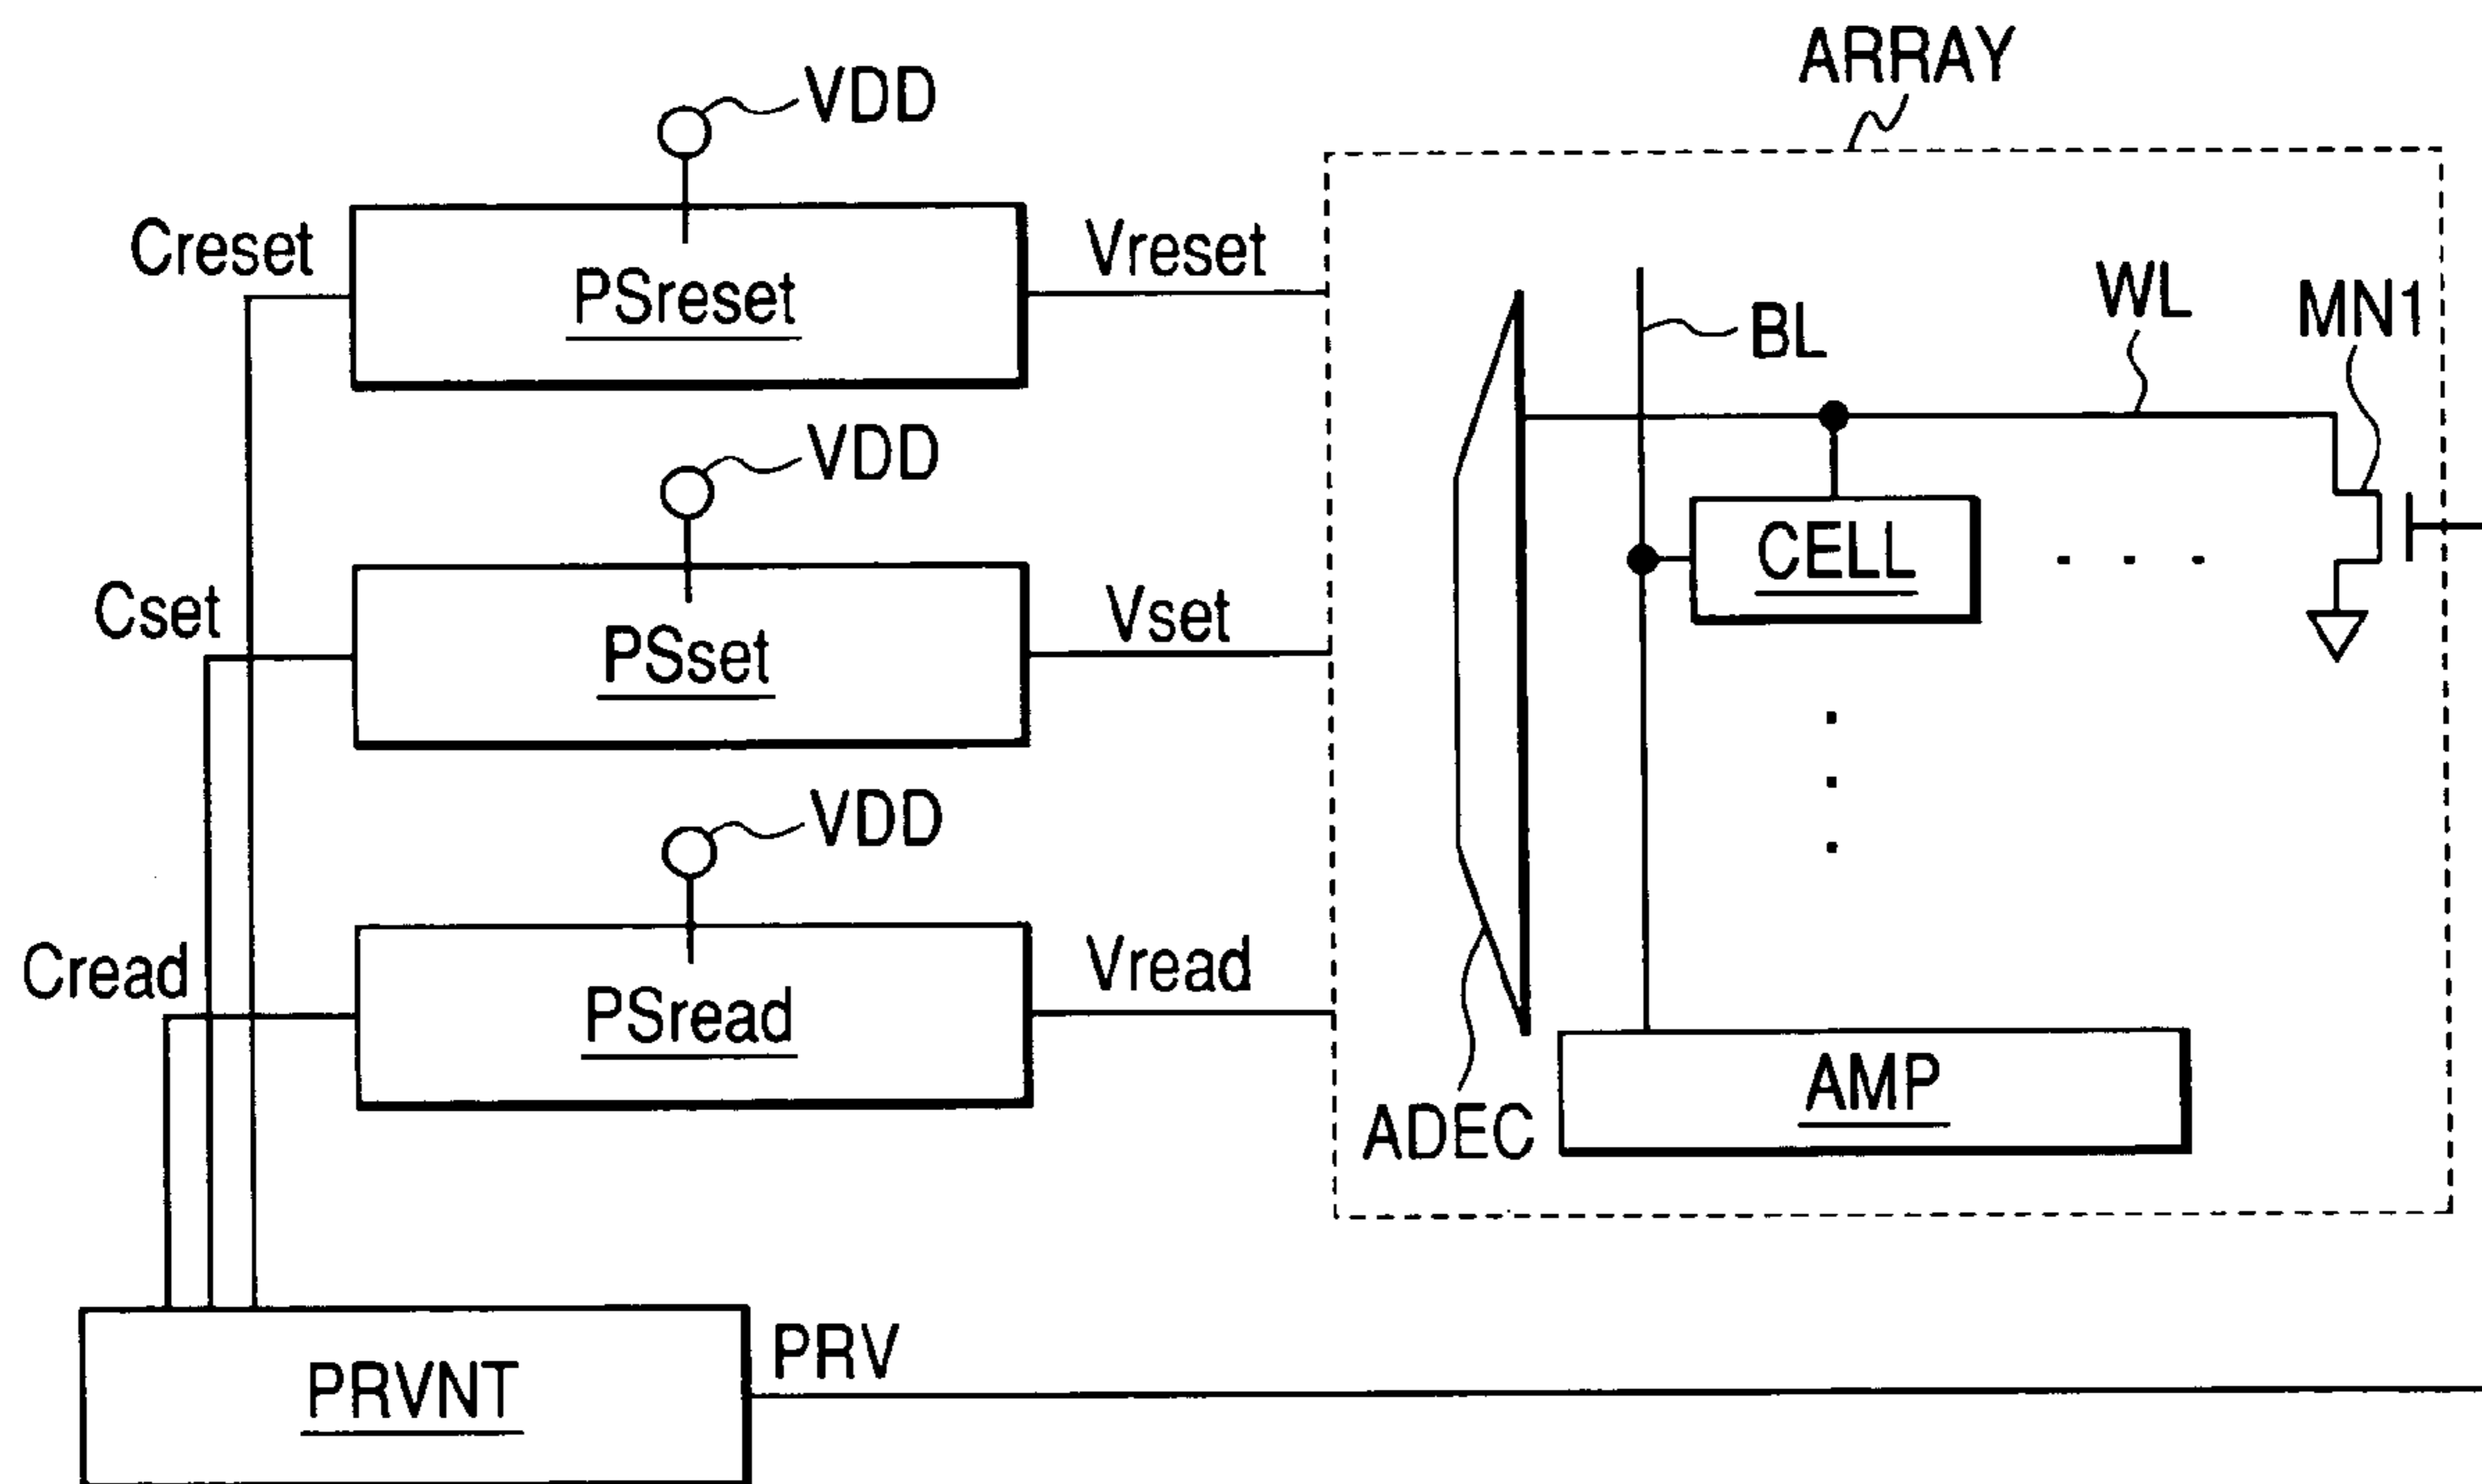 ARRAY
VDD
Creset
PSreset
Vreset
BL
WL
MN1
VDD
Cset
PSset
Vset
CELL
VDD
Cread
PSread
Vread
ADEC
AMP
PRVNT
PRV